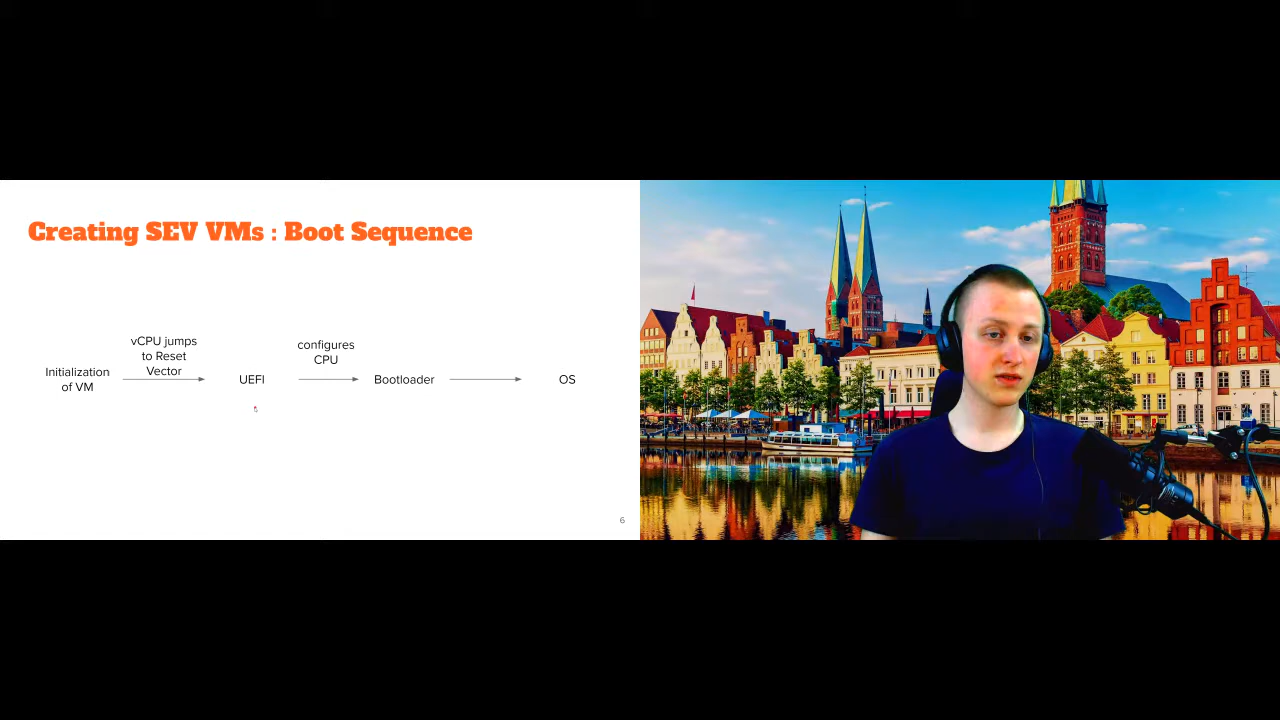 Creating SEV VMs : Boot Sequence
vCPU jumps
to Reset
Vector
configures
CPU
Initialization
of VM
UEFI
Bootloader
OS
6